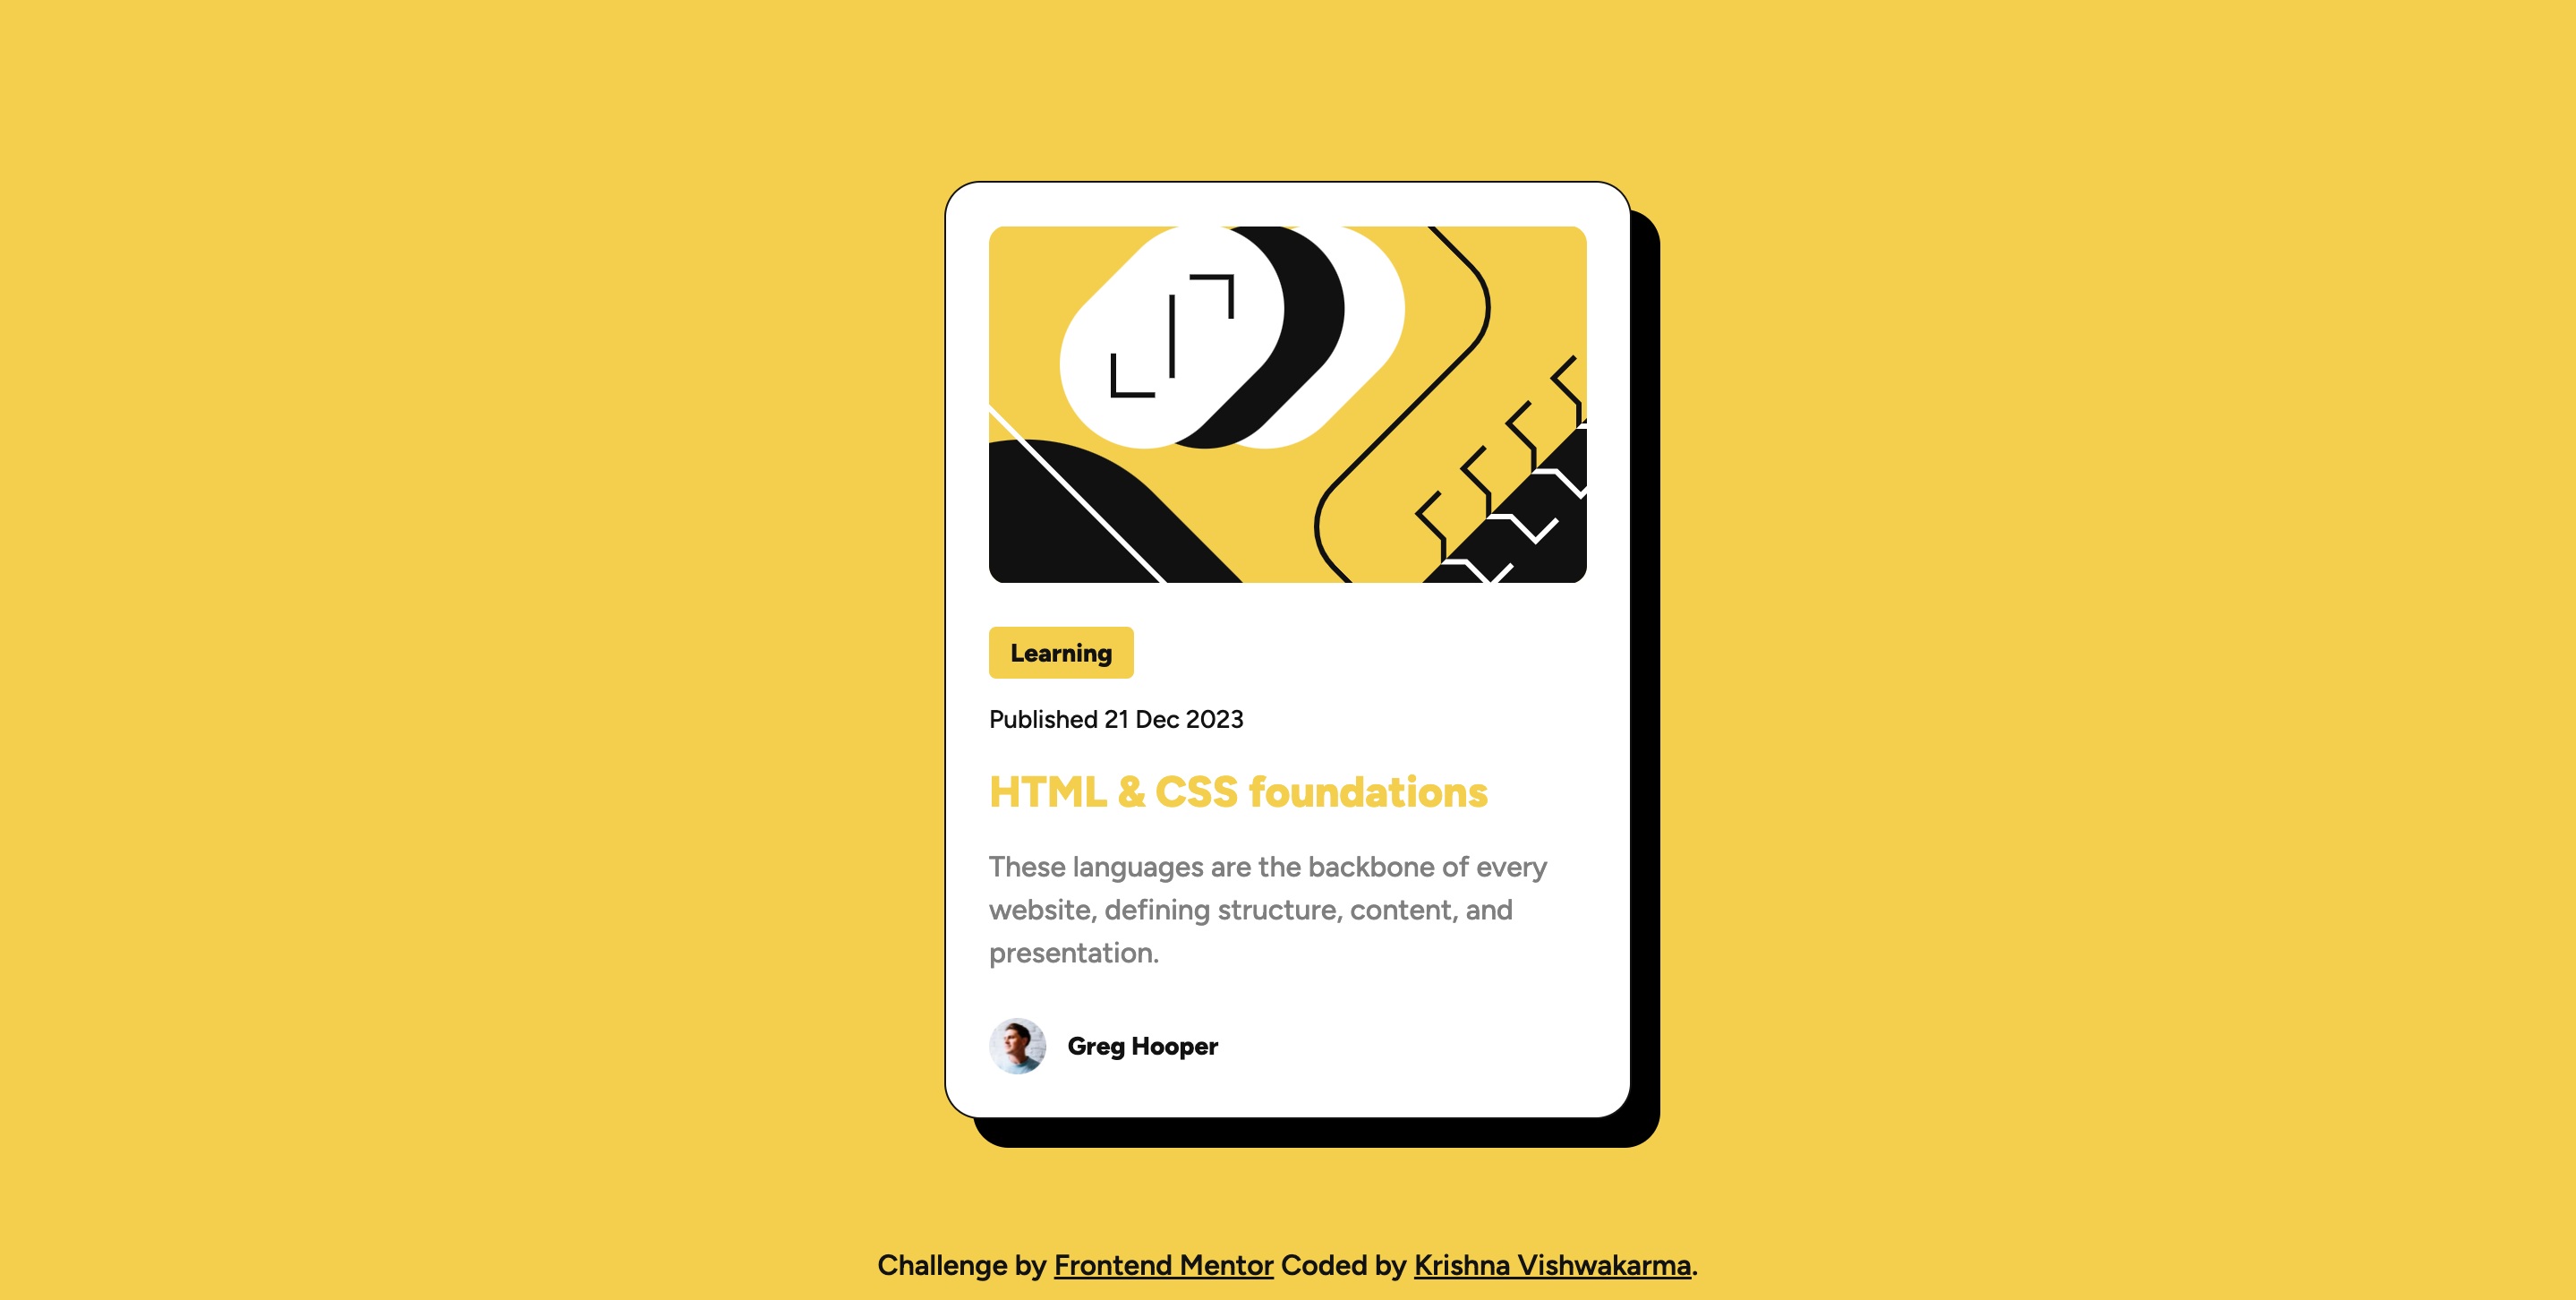 Learning
Published 21 Dec 2023
HTML & CSS foundations
These languages are the backbone of every
website, defining structure, content, and
presentation.
Greg Hooper
Challenge by Frontend Mentor Coded by Krishna Vishwakarma.